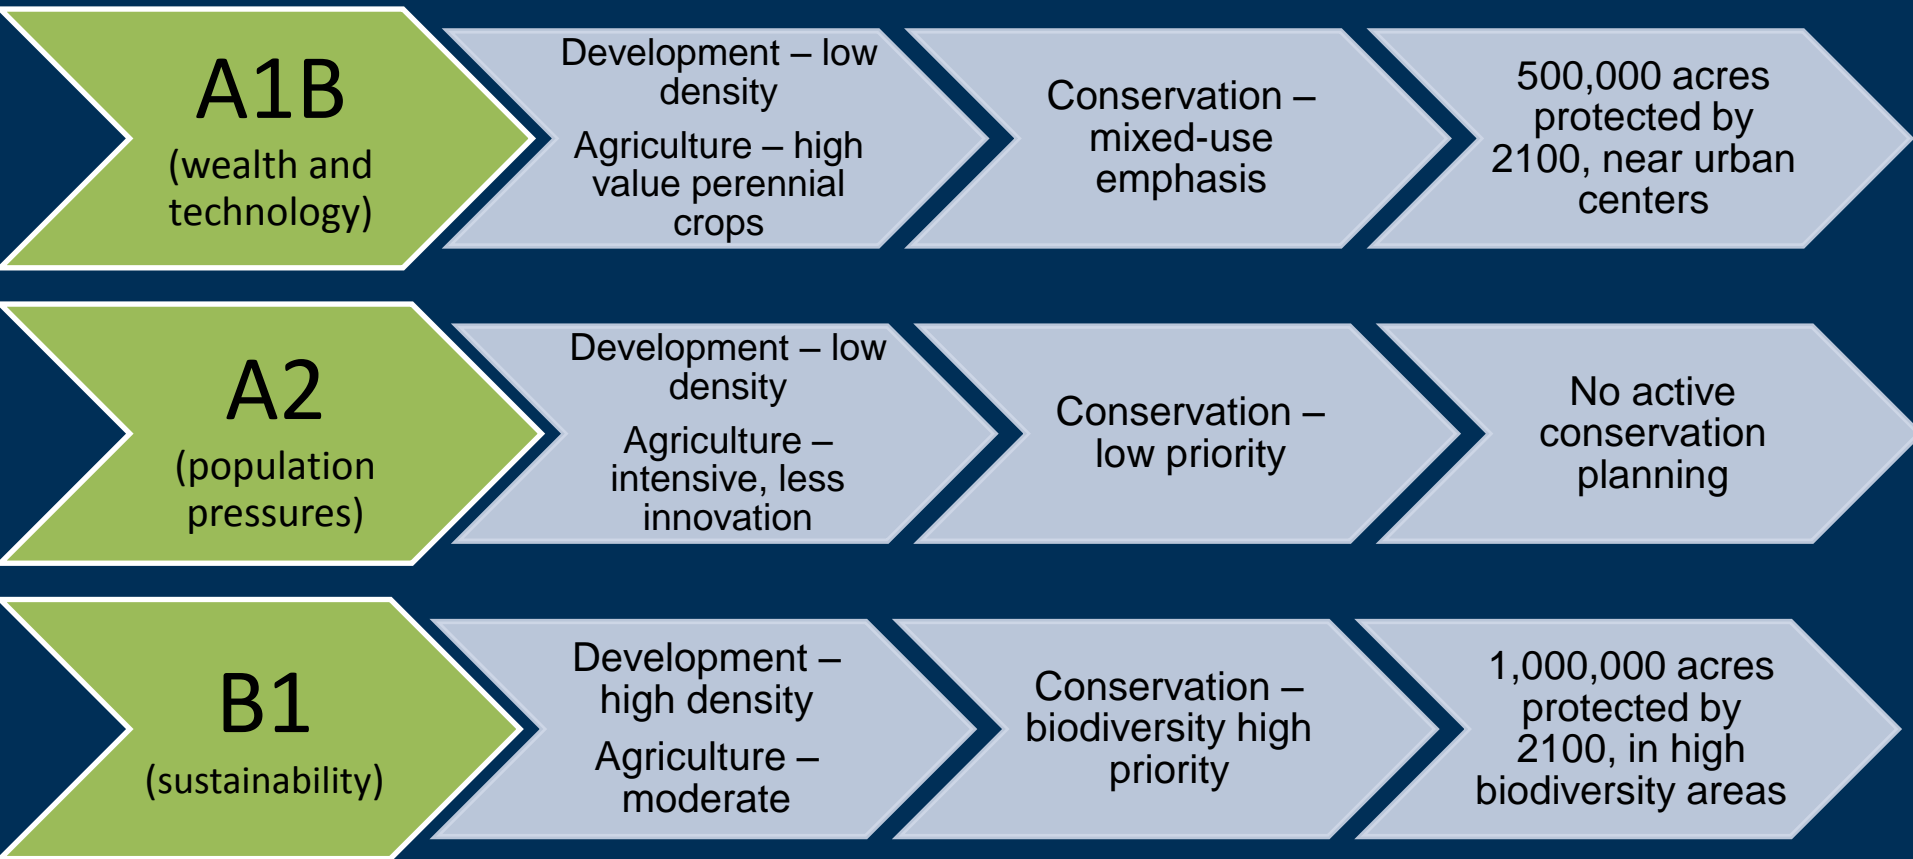 A1B
(wealth and
technology)
Development – low
density
Agriculture – high
value perennial
crops
Conservation –
mixed-use
emphasis
500,000 acres
protected by
2100, near urban
centers
A2
(population
pressures)
Development – low
density
Agriculture –
intensive, less
innovation
Conservation –
low priority
No active
conservation
planning
B1
(sustainability)
Development –
high density
Agriculture –
moderate
Conservation –
biodiversity high
priority
1,000,000 acres
protected by
2100, in high
biodiversity areas